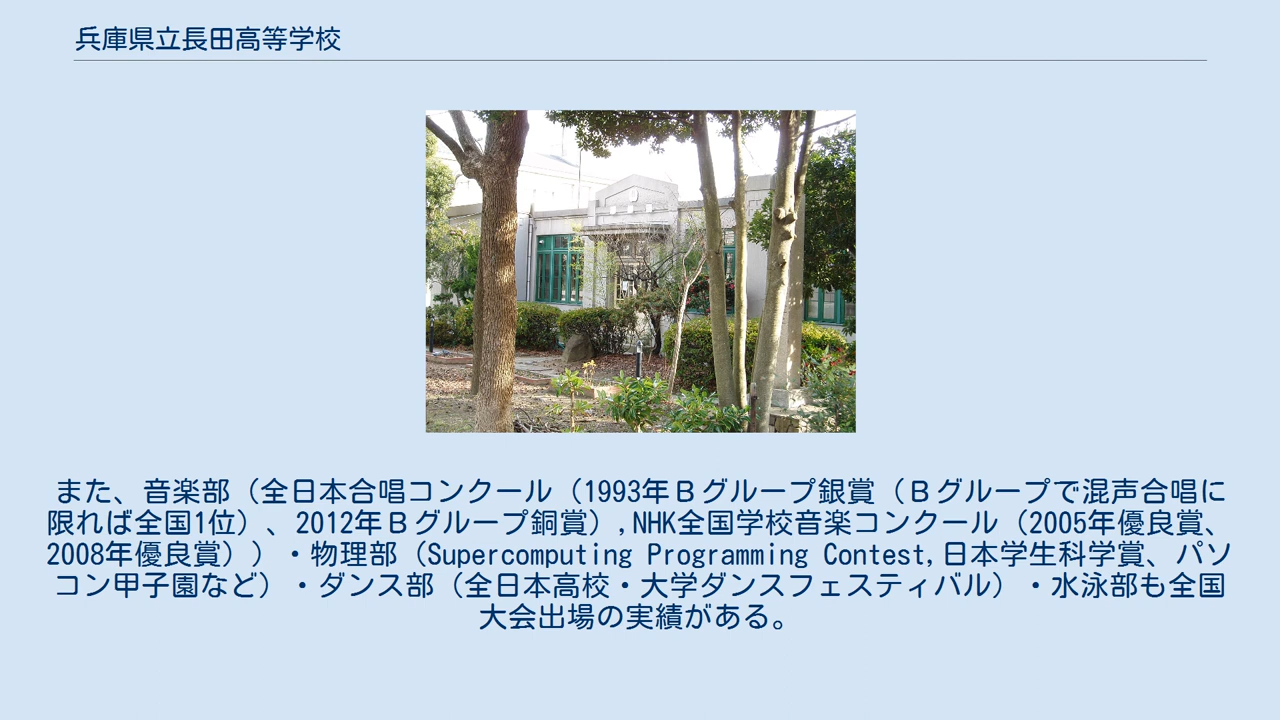 兵庫県立長田高等学校
また、音楽部（全日本合唱コンクール（1993年Ｂグループ銀賞（Ｂグループで混声合唱に
限れば全国1位）、2012年Ｂグループ銅賞）,NHK全国学校音楽コンクール（2005年優良賞、
2008年優良賞））・物理部（Supercomputing Programming Contest,日本学生科学賞、パソ
コン甲子園など）・ダンス部（全日本高校・大学ダンスフェスティバル）・水泳部も全国
大会出場の実績がある。